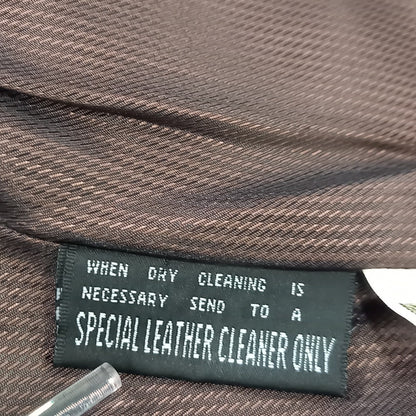 WHEN DRY CLEANING IS
NECESSARY SEND TO A
SPECIAL LEATHER CLEANER ONLY